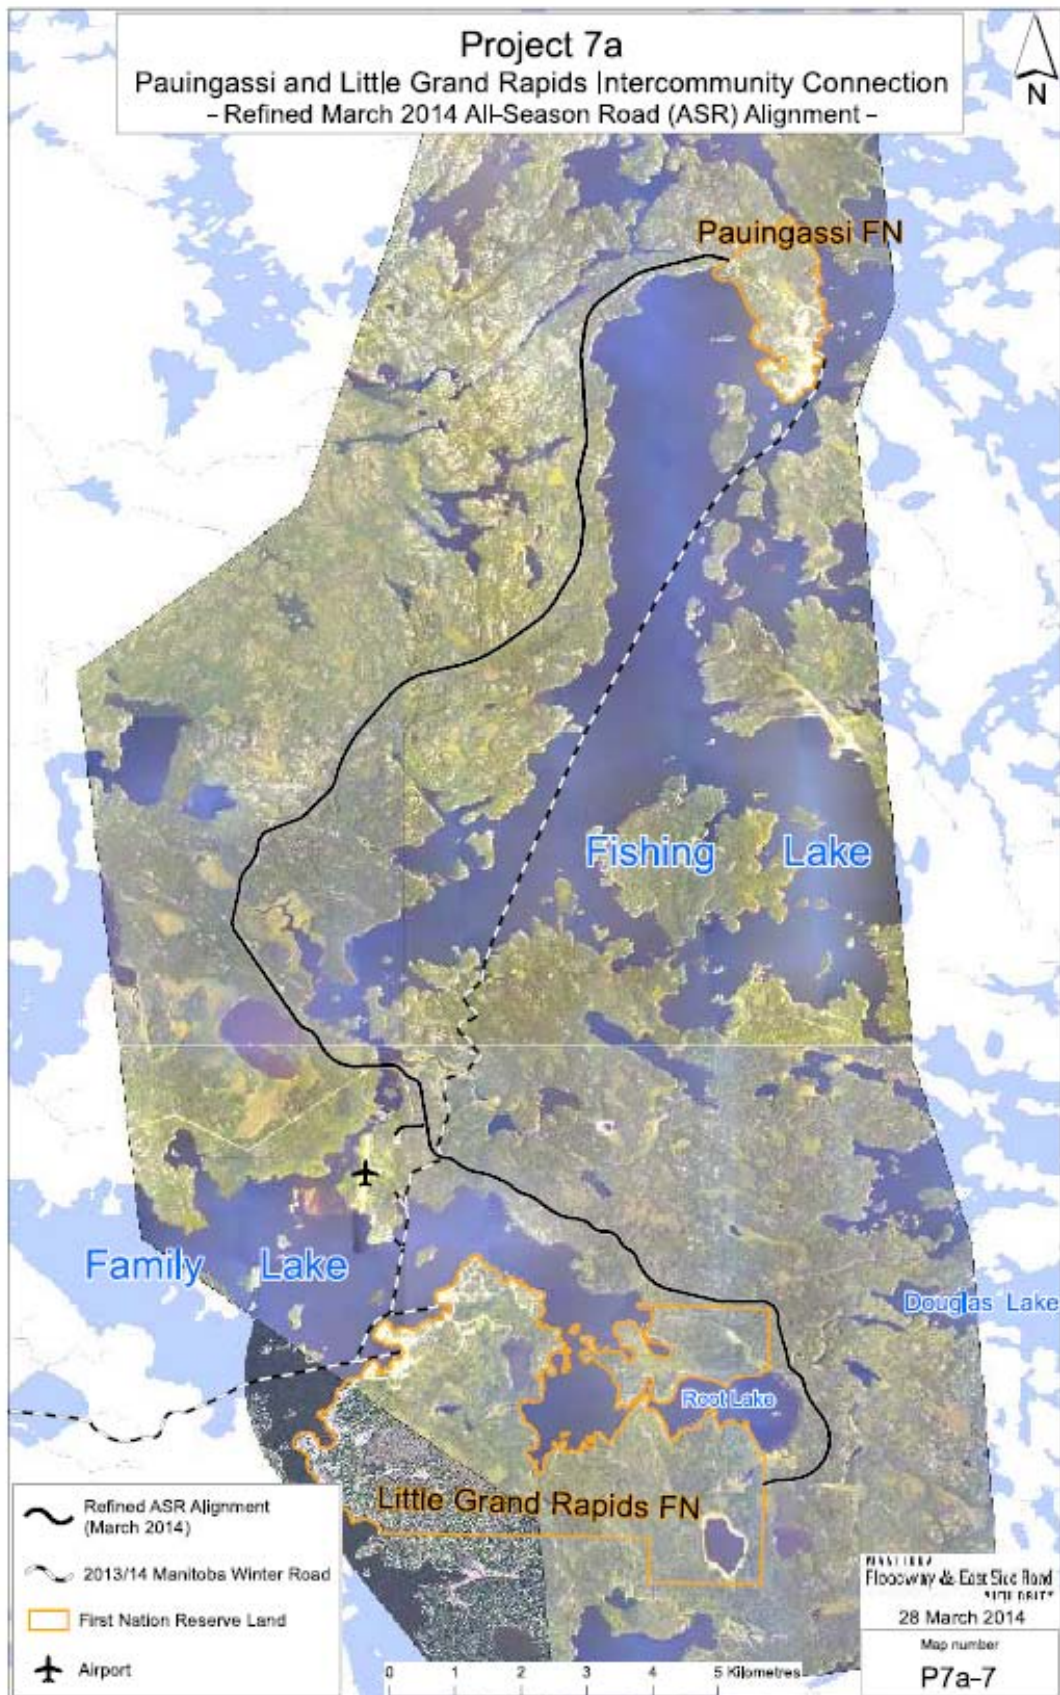 Project 7a
Pauingassi and Little Grand Rapids Intercommunity Connection
– Refined March 2014 All-Season Road (ASR) Alignment –
N
Pauingassi FN
Fishing Lake
Family Lake
Douglas Lake
Root Lake
Little Grand Rapids FN
Refined ASR Alignment
(March 2014)
2013/14 Manitoba Winter Road
First Nation Reserve Land
Airport
0 1 2 3 4 5 Kilometres
MANITOBA
Floodway & East Side Road
AUTHORITY
28 March 2014
Map number
P7a-7